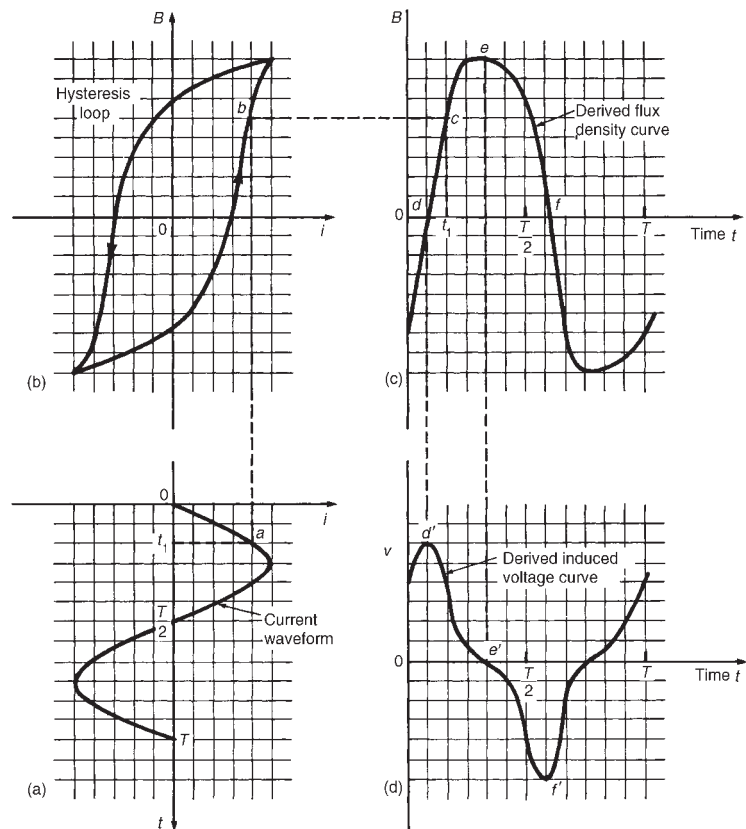 B
Hysteresis
loop
b
0
i
(b)
B
e
c
Derived flux
density curve
d
f
0
t₁
T
2
T
Time t
(c)
0
i
t₁
a
T
2
Current
waveform
T
(a)
t
v
d'
Derived induced
voltage curve
0
e'
T
2
T
Time t
(d)
f'